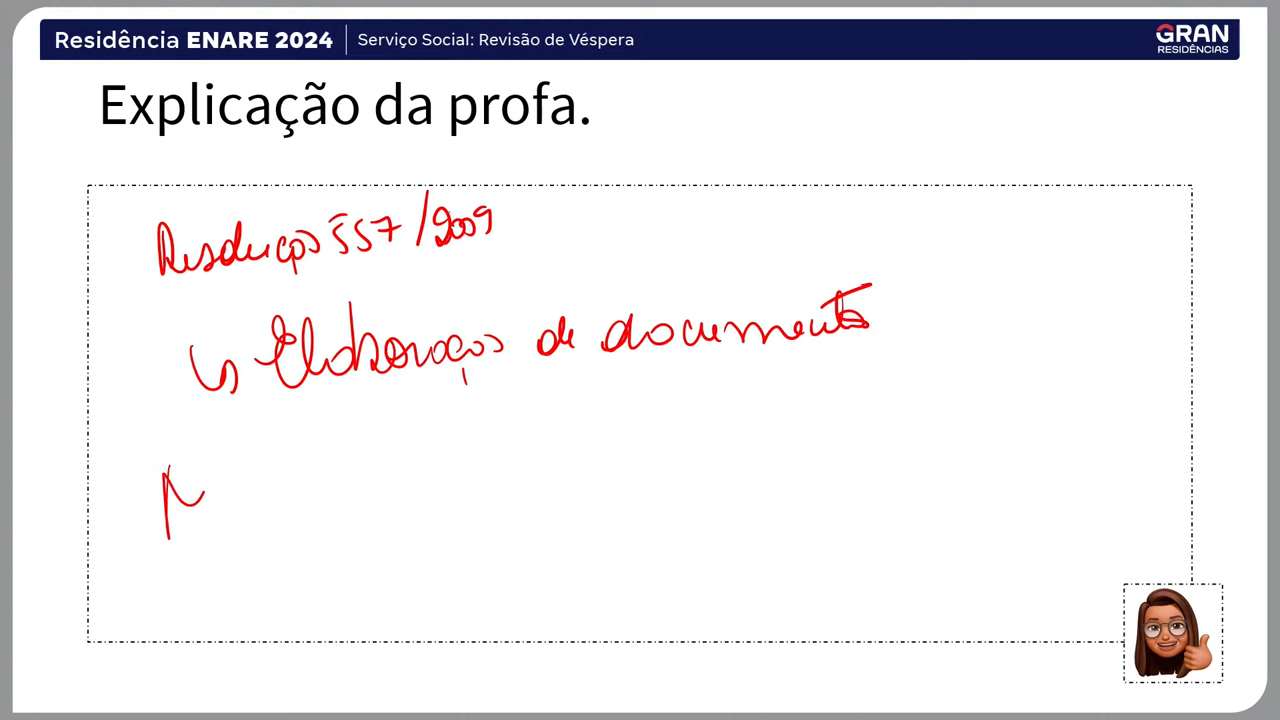 Residência ENARE 2024 Serviço Social: Revisão de Véspera GRAN
RESIDÊNCIAS
Explicação da profa.
Resolução 557/2009
↳ Elaboração de documentos